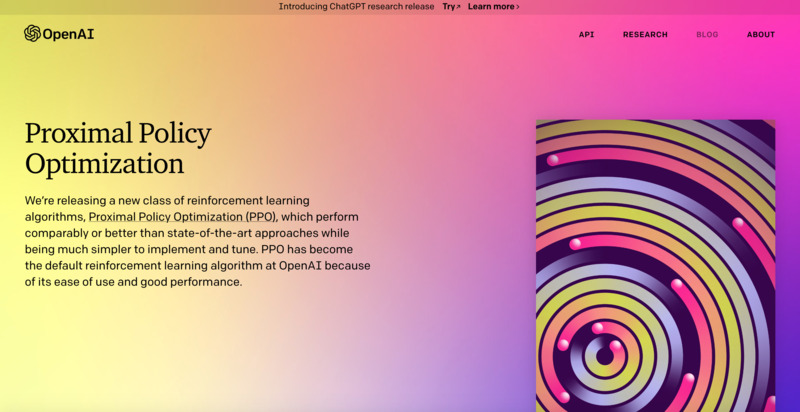 Introducing ChatGPT research release Try↗ Learn more ›
OpenAI API RESEARCH BLOG ABOUT
Proximal Policy
Optimization
We’re releasing a new class of reinforcement learning
algorithms, Proximal Policy Optimization (PPO), which perform
comparably or better than state-of-the-art approaches while
being much simpler to implement and tune. PPO has become
the default reinforcement learning algorithm at OpenAI because
of its ease of use and good performance.